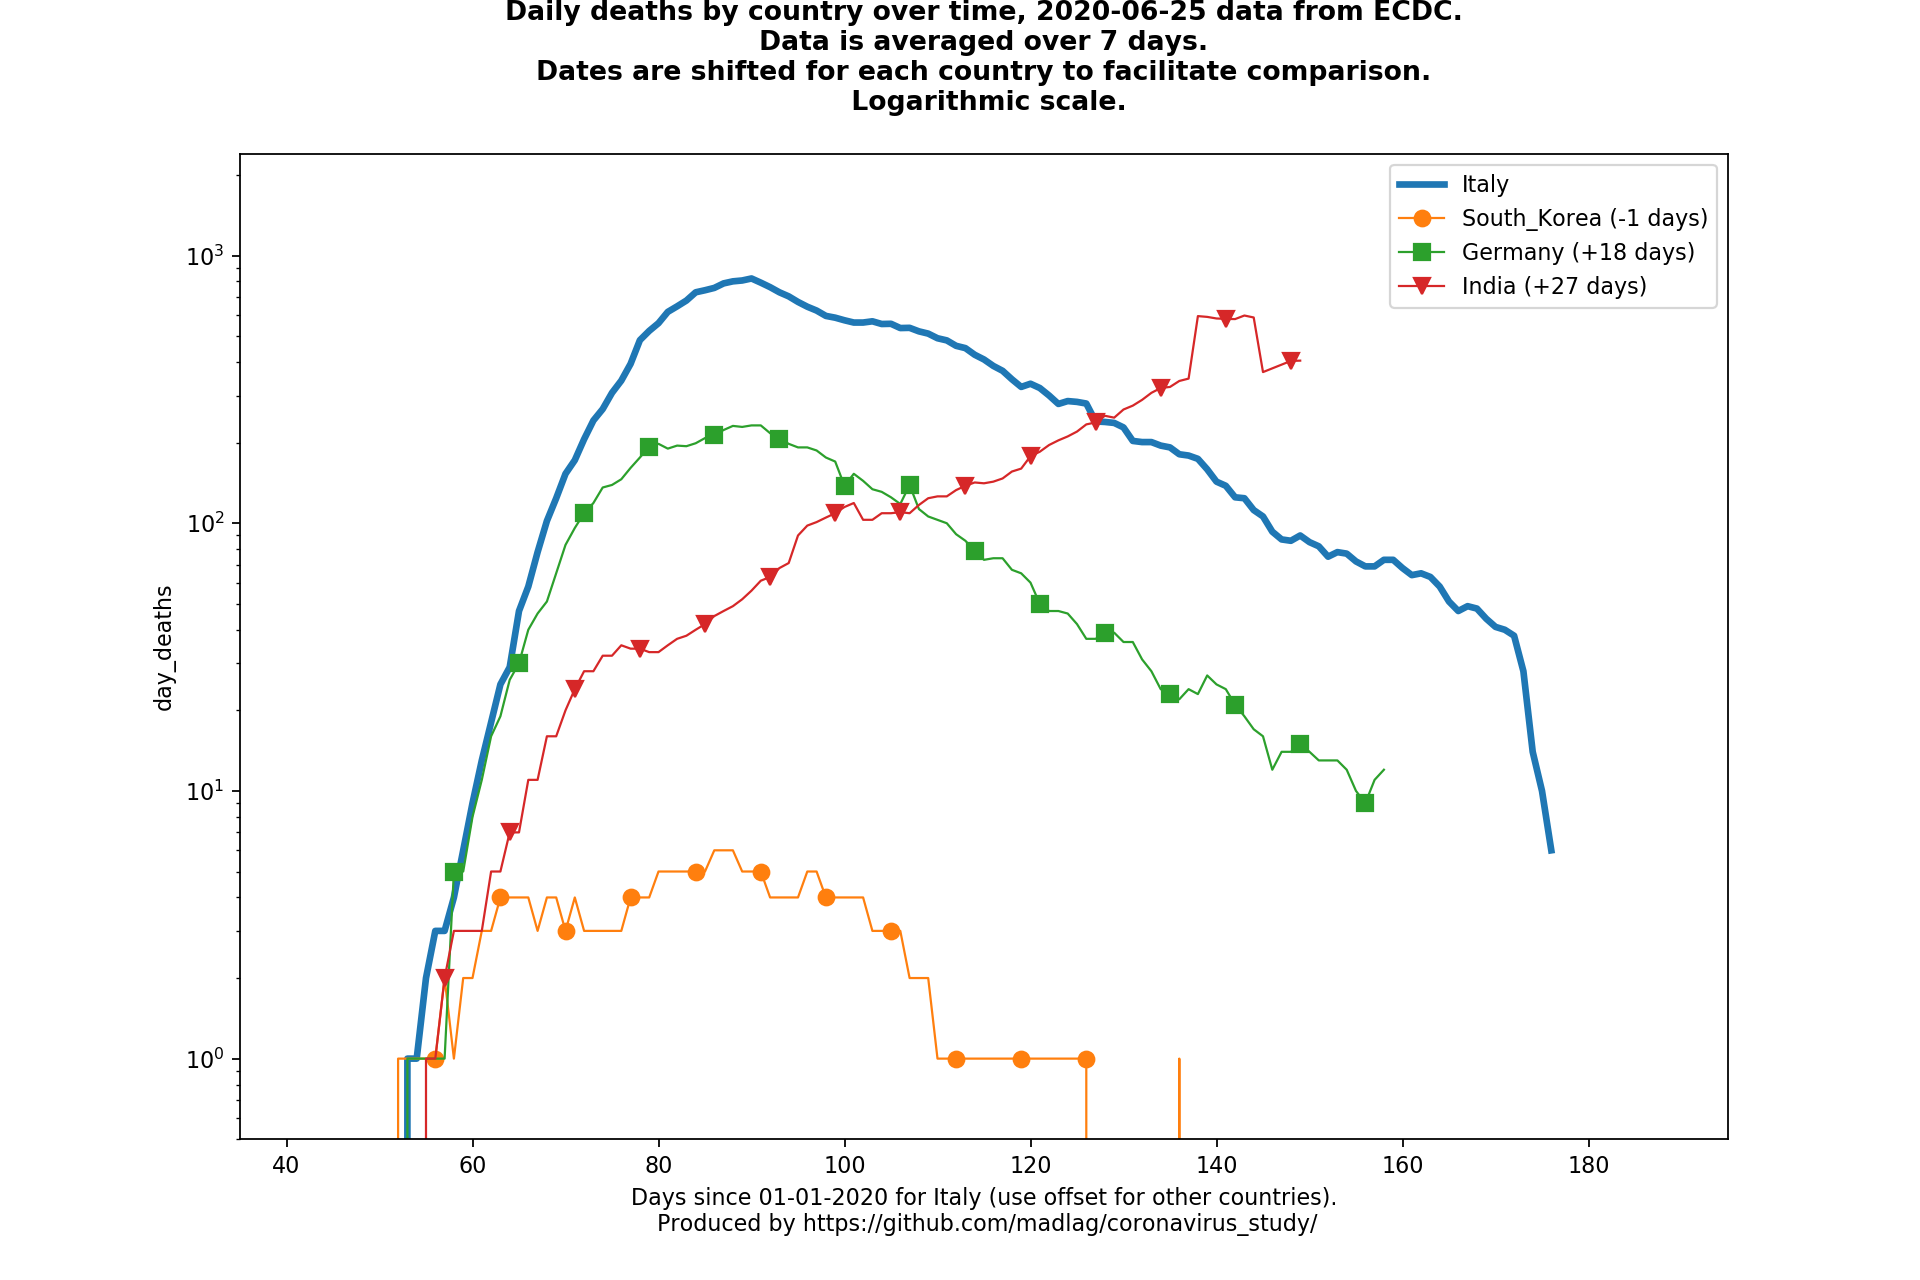 Daily deaths by country over time, 2020-06-25 data from ECDC.
Data is averaged over 7 days.
Dates are shifted for each country to facilitate comparison.
Logarithmic scale.
Italy
South_Korea (-1 days)
Germany (+18 days)
India (+27 days)
10³
10²
10¹
10⁰
day_deaths
40 60 80 100 120 140 160 180
Days since 01-01-2020 for Italy (use offset for other countries).
Produced by https://github.com/madlag/coronavirus_study/